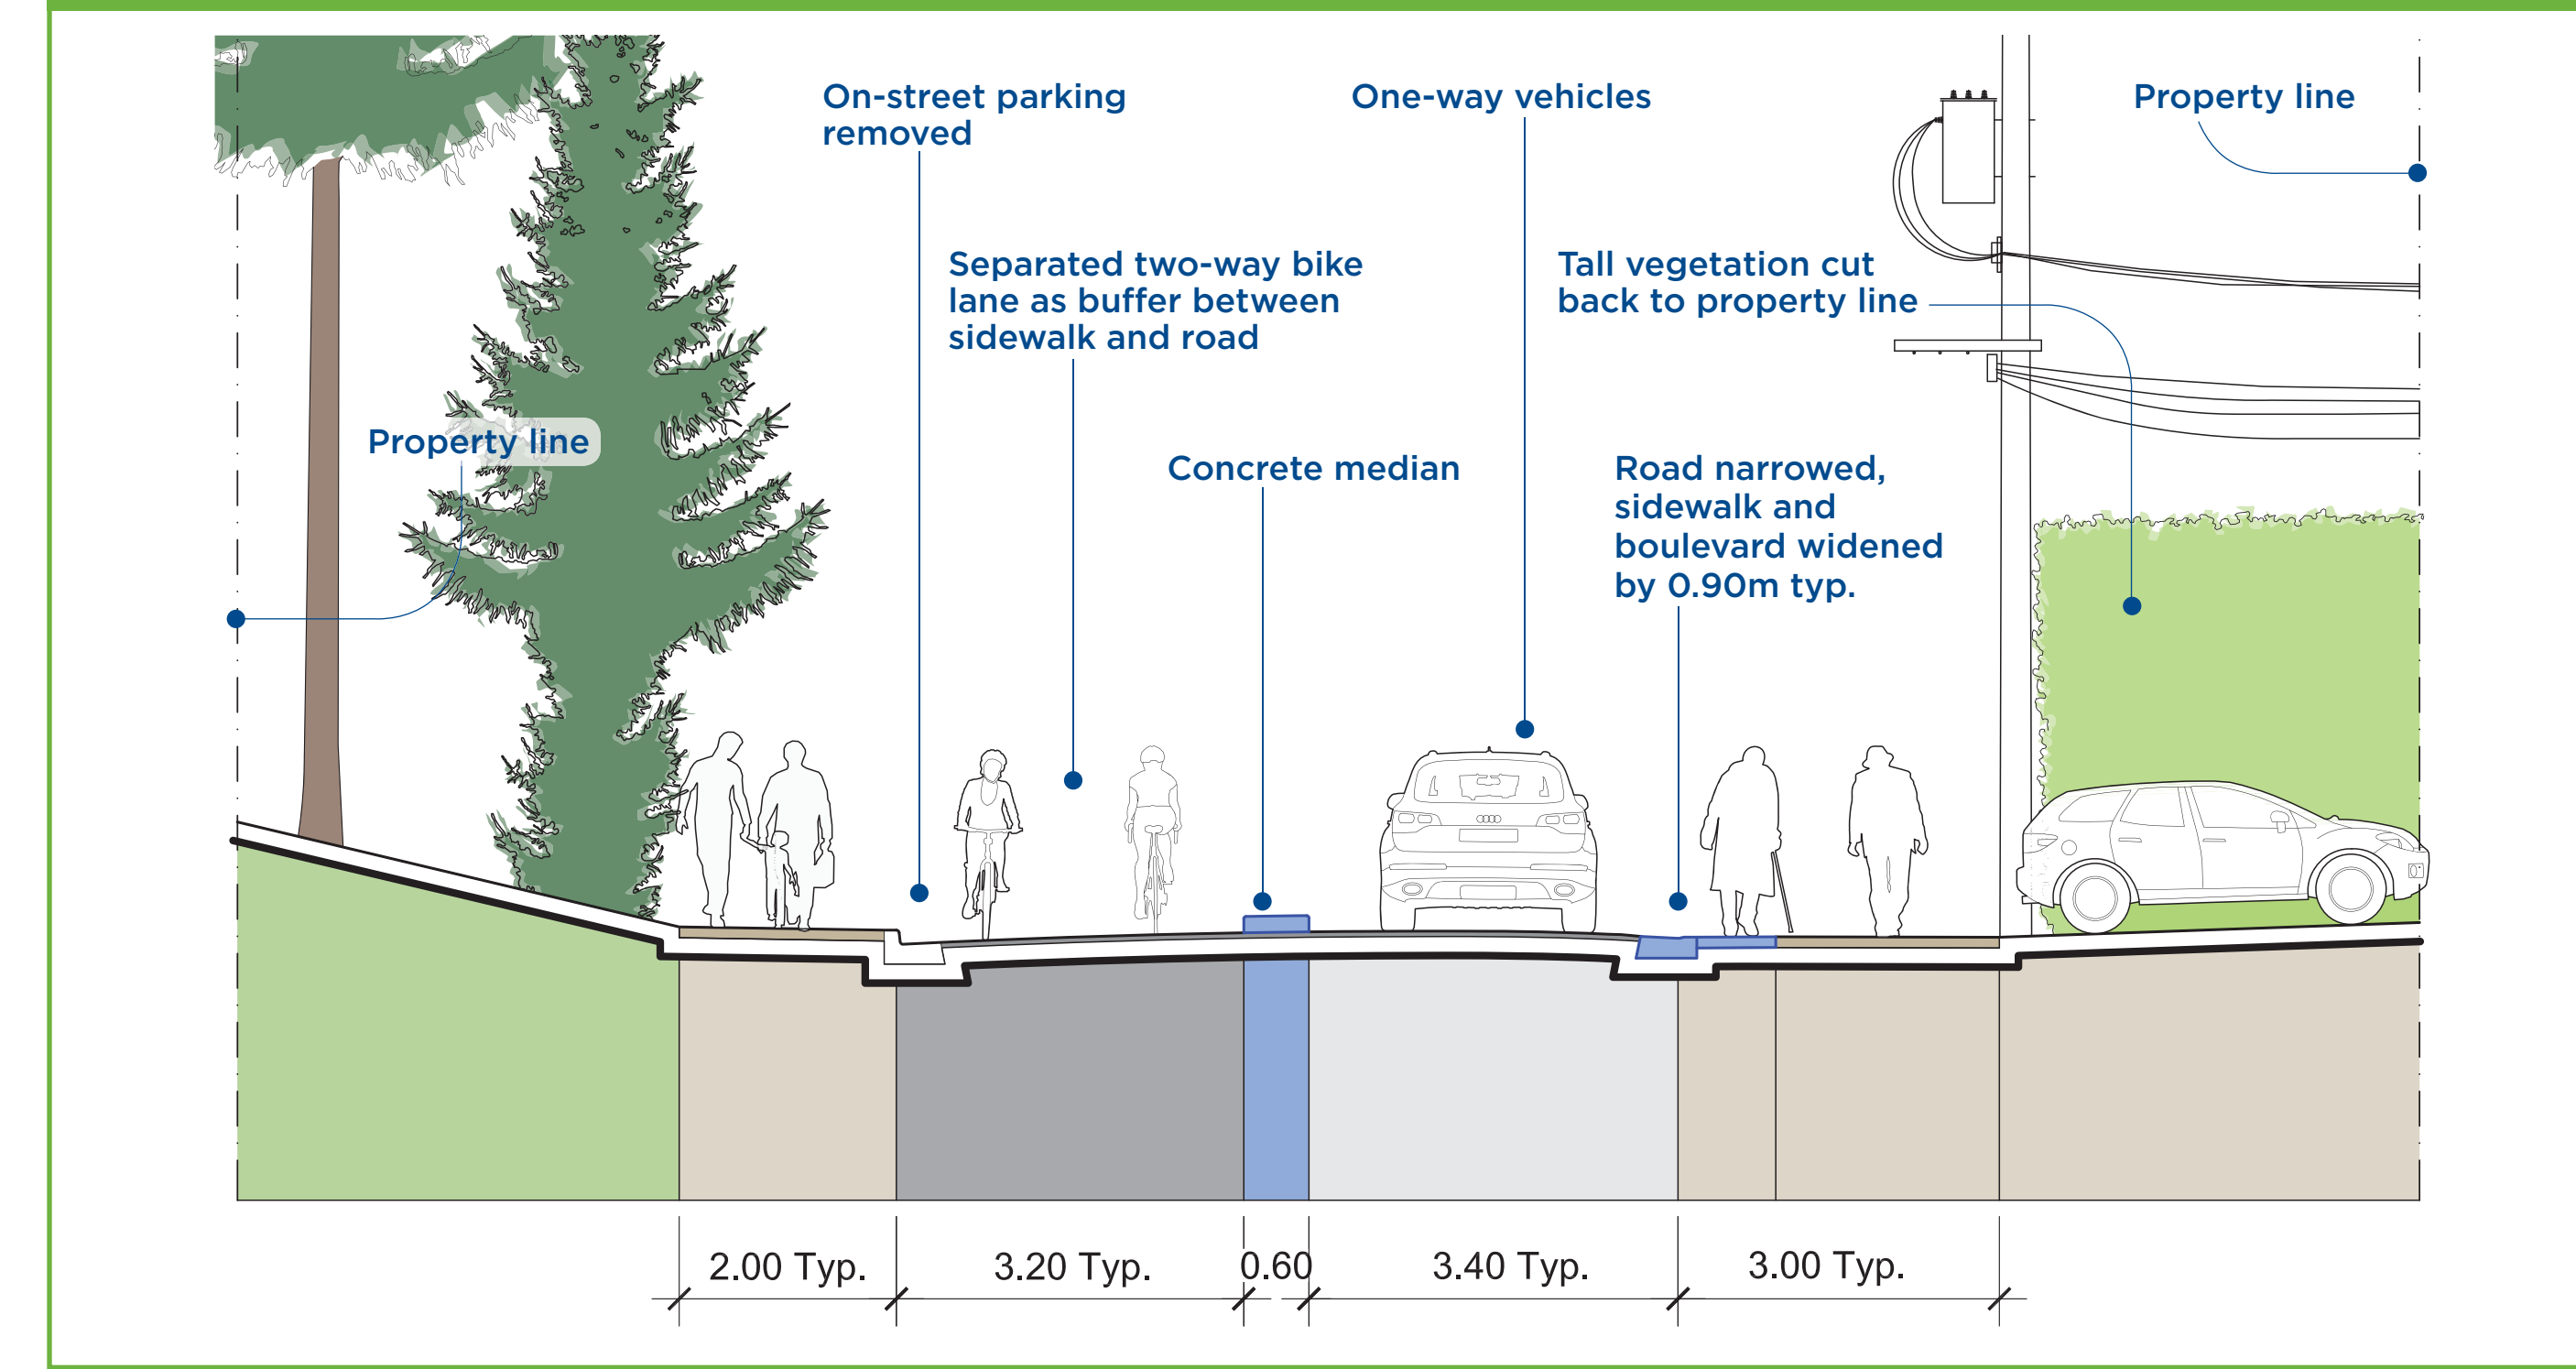 On-street parking
removed
One-way vehicles
Property line
Separated two-way bike
lane as buffer between
sidewalk and road
Tall vegetation cut
back to property line
Property line
Concrete median
Road narrowed,
sidewalk and
boulevard widened
by 0.90m typ.
2.00 Typ.
3.20 Typ.
0.60
3.40 Typ.
3.00 Typ.